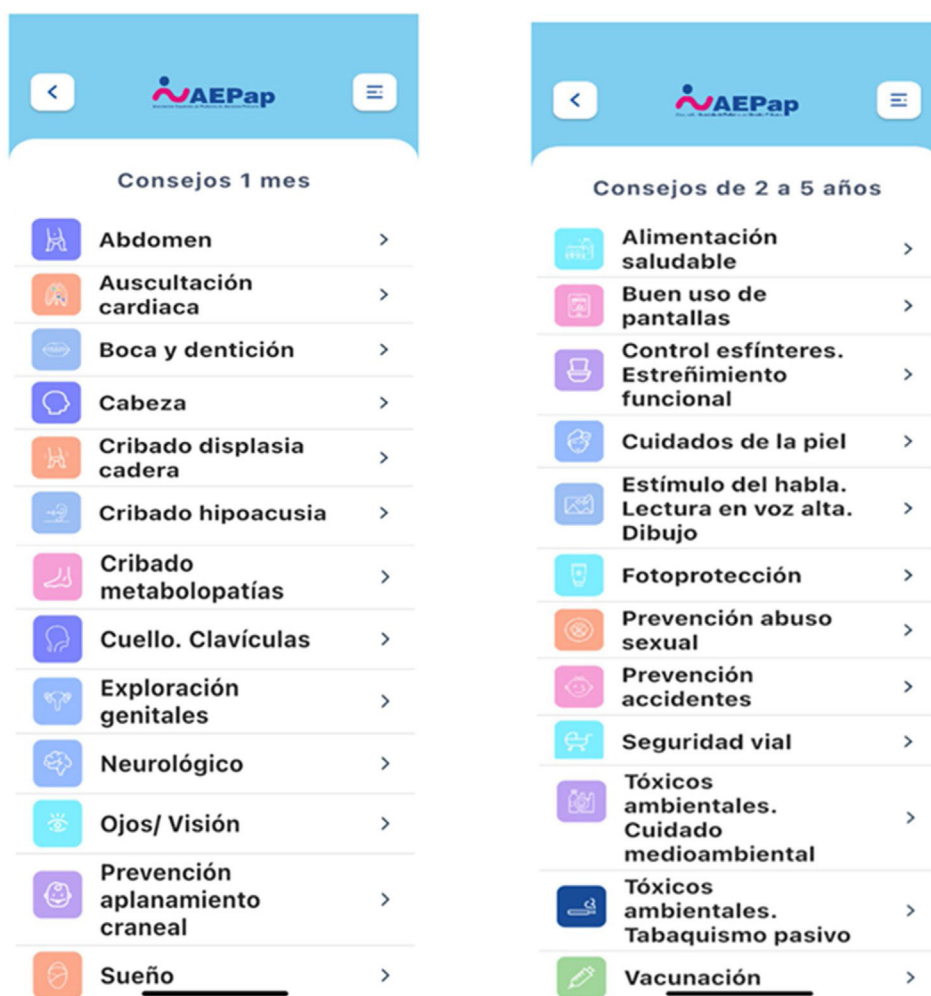 AEPap
Consejos 1 mes
Abdomen
Auscultación
cardiaca
Boca y dentición
Cabeza
Cribado displasia
cadera
Cribado hipoacusia
Cribado
metabolopatías
Cuello. Clavículas
Exploración
genitales
Neurológico
Ojos/ Visión
Prevención
aplanamiento
craneal
Sueño
AEPap
Consejos de 2 a 5 años
Alimentación
saludable
Buen uso de
pantallas
Control esfínteres.
Estreñimiento
funcional
Cuidados de la piel
Estímulo del habla.
Lectura en voz alta.
Dibujo
Fotoprotección
Prevención abuso
sexual
Prevención
accidentes
Seguridad vial
Tóxicos
ambientales.
Cuidado
medioambiental
Tóxicos
ambientales.
Tabaquismo pasivo
Vacunación